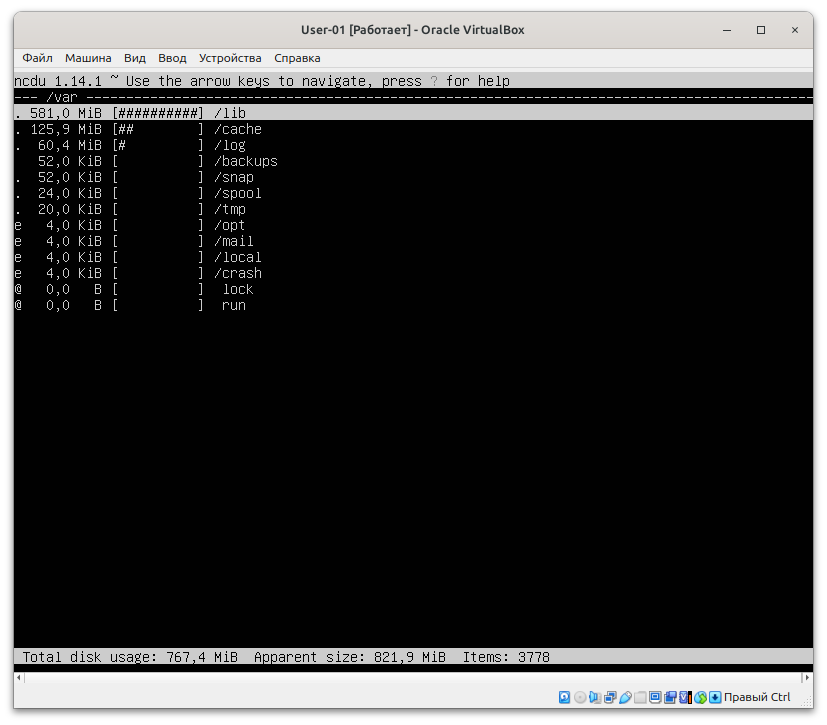 User-01 [Работает] - Oracle VirtualBox
Файл Машина Вид Ввод Устройства Справка
ncdu 1.14.1 ~ Use the arrow keys to navigate, press ? for help
--- /var ----------------------------------------------------------------------------------------
. 581,0 MiB [##########] /lib
. 125,9 MiB [##        ] /cache
.  60,4 MiB [#         ] /log
   52,0 KiB [          ] /backups
.  52,0 KiB [          ] /snap
.  24,0 KiB [          ] /spool
.  20,0 KiB [          ] /tmp
e   4,0 KiB [          ] /opt
e   4,0 KiB [          ] /mail
e   4,0 KiB [          ] /local
e   4,0 KiB [          ] /crash
@   0,0   B [          ]  lock
@   0,0   B [          ]  run
Total disk usage: 767,4 MiB  Apparent size: 821,9 MiB  Items: 3778
Правый Ctrl